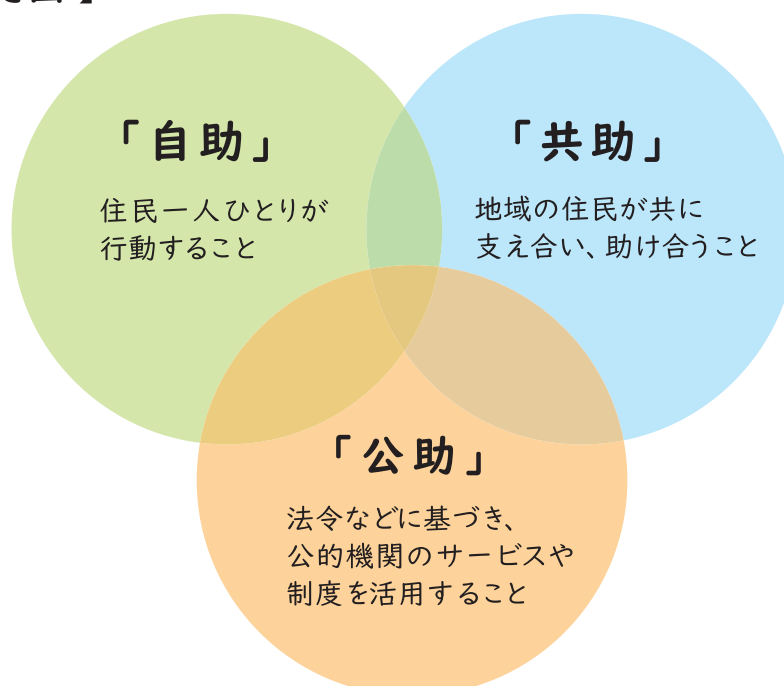 「自助」
住民一人ひとりが
行動すること
「共助」
地域の住民が共に
支え合い、助け合うこと
「公助」
法令などに基づき、
公的機関のサービスや
制度を活用すること